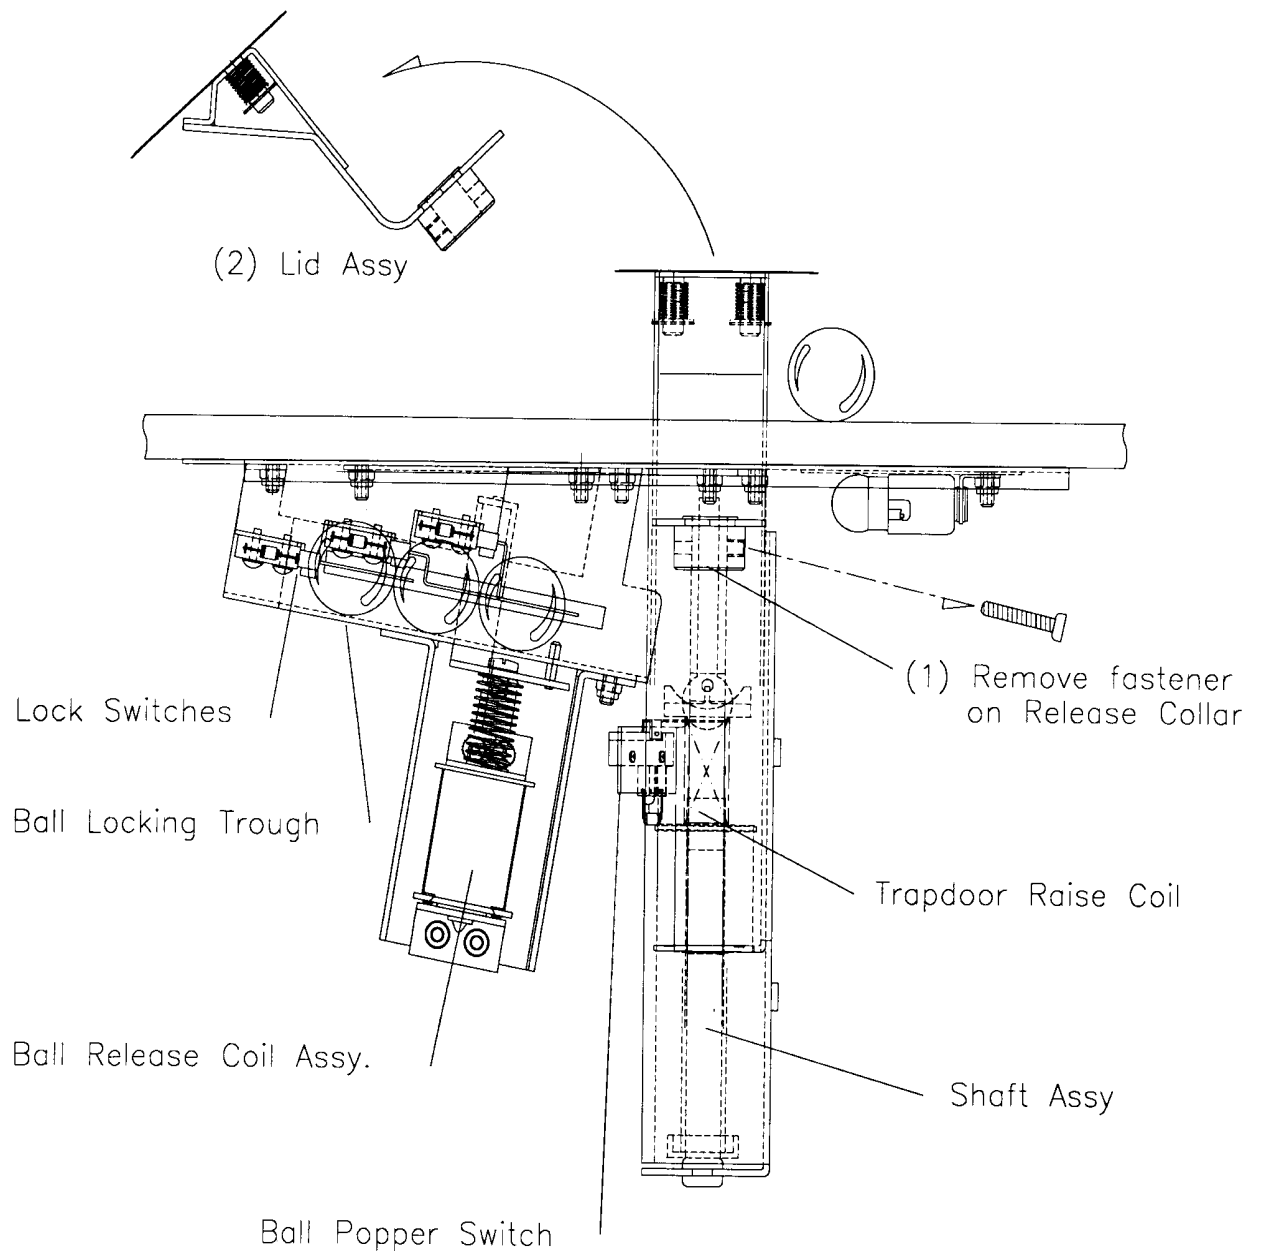 (2) Lid Assy
(1) Remove fastener
on Release Collar
Lock Switches
Ball Locking Trough
Trapdoor Raise Coil
Ball Release Coil Assy.
Shaft Assy
Ball Popper Switch